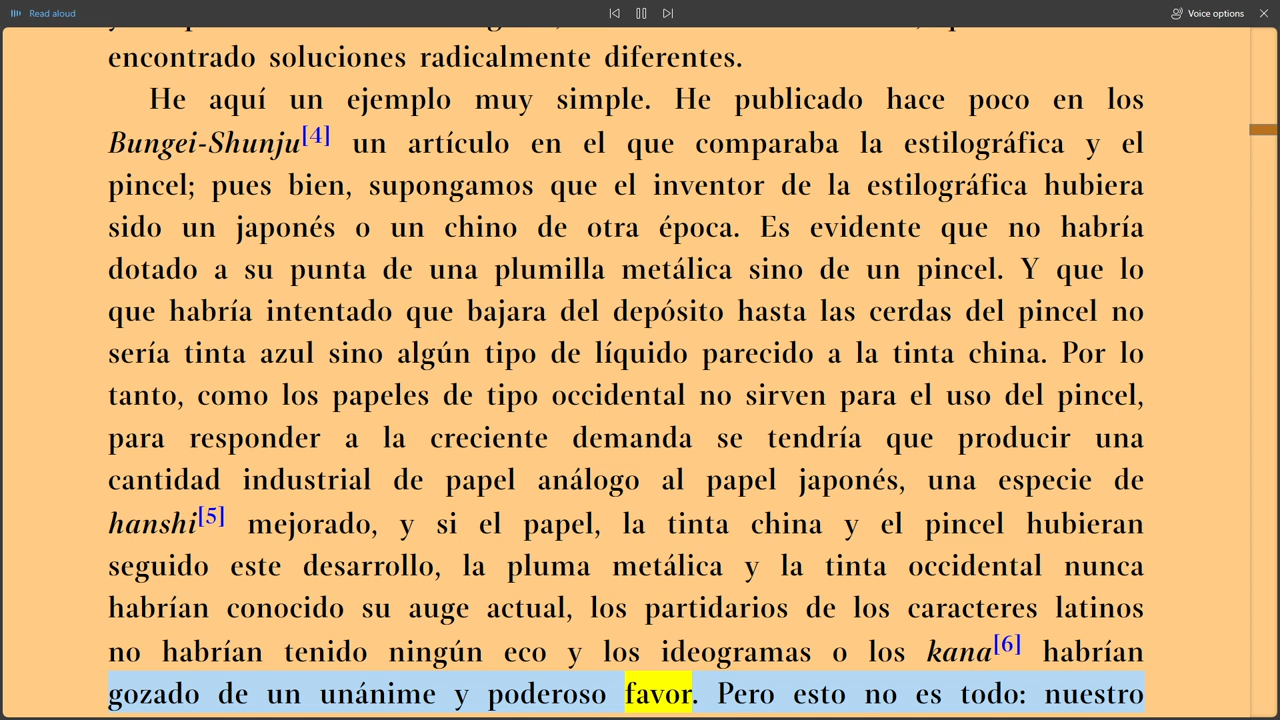 Read aloud
Voice options
encontrado soluciones radicalmente diferentes.
He aquí un ejemplo muy simple. He publicado hace poco en los
Bungei-Shunju[4] un artículo en el que comparaba la estilográfica y el
pincel; pues bien, supongamos que el inventor de la estilográfica hubiera
sido un japonés o un chino de otra época. Es evidente que no habría
dotado a su punta de una plumilla metálica sino de un pincel. Y que lo
que habría intentado que bajara del depósito hasta las cerdas del pincel no
sería tinta azul sino algún tipo de líquido parecido a la tinta china. Por lo
tanto, como los papeles de tipo occidental no sirven para el uso del pincel,
para responder a la creciente demanda se tendría que producir una
cantidad industrial de papel análogo al papel japonés, una especie de
hanshi[5] mejorado, y si el papel, la tinta china y el pincel hubieran
seguido este desarrollo, la pluma metálica y la tinta occidental nunca
habrían conocido su auge actual, los partidarios de los caracteres latinos
no habrían tenido ningún eco y los ideogramas o los kana[6] habrían
gozado de un unánime y poderoso favor. Pero esto no es todo: nuestro